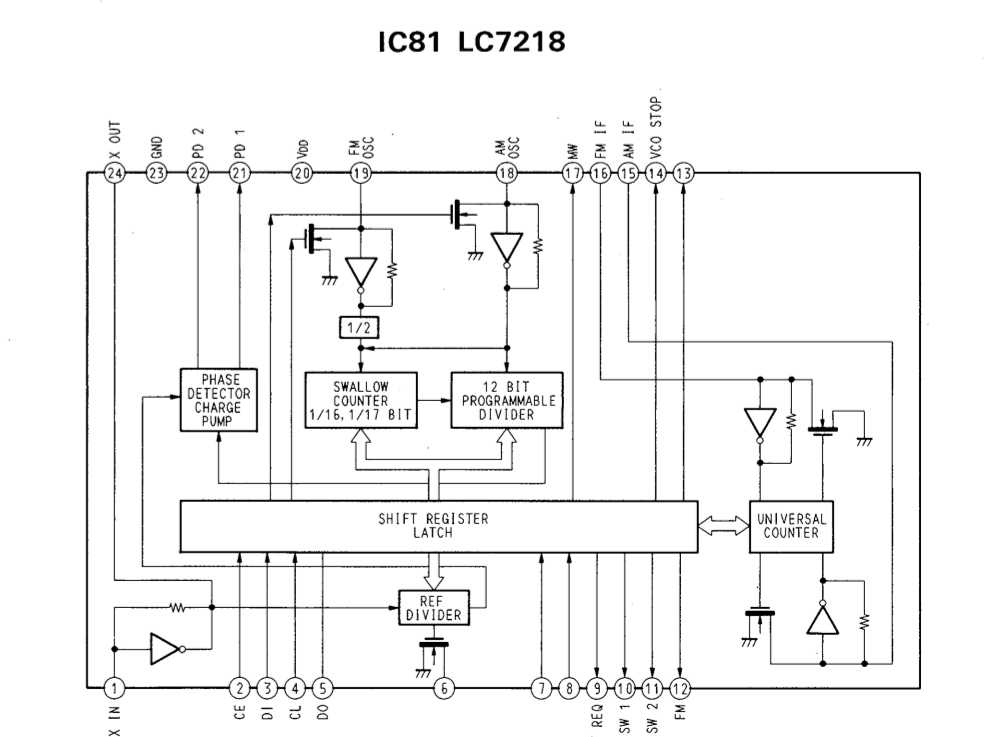 IC81 LC7218
X OUT
GND
PD 2
PD 1
VDD
FM
OSC
AM
OSC
MW
FM IF
AM IF
VCO STOP
24
23
22
21
20
19
18
17
16
15
14
13
1/2
PHASE
DETECTOR
CHARGE
PUMP
SWALLOW
COUNTER
1/16, 1/17 BIT
12 BIT
PROGRAMMABLE
DIVIDER
SHIFT REGISTER
LATCH
UNIVERSAL
COUNTER
REF
DIVIDER
1
2
3
4
5
6
7
8
9
10
11
12
X IN
CE
DI
CL
DO
REQ
SW 1
SW 2
FM